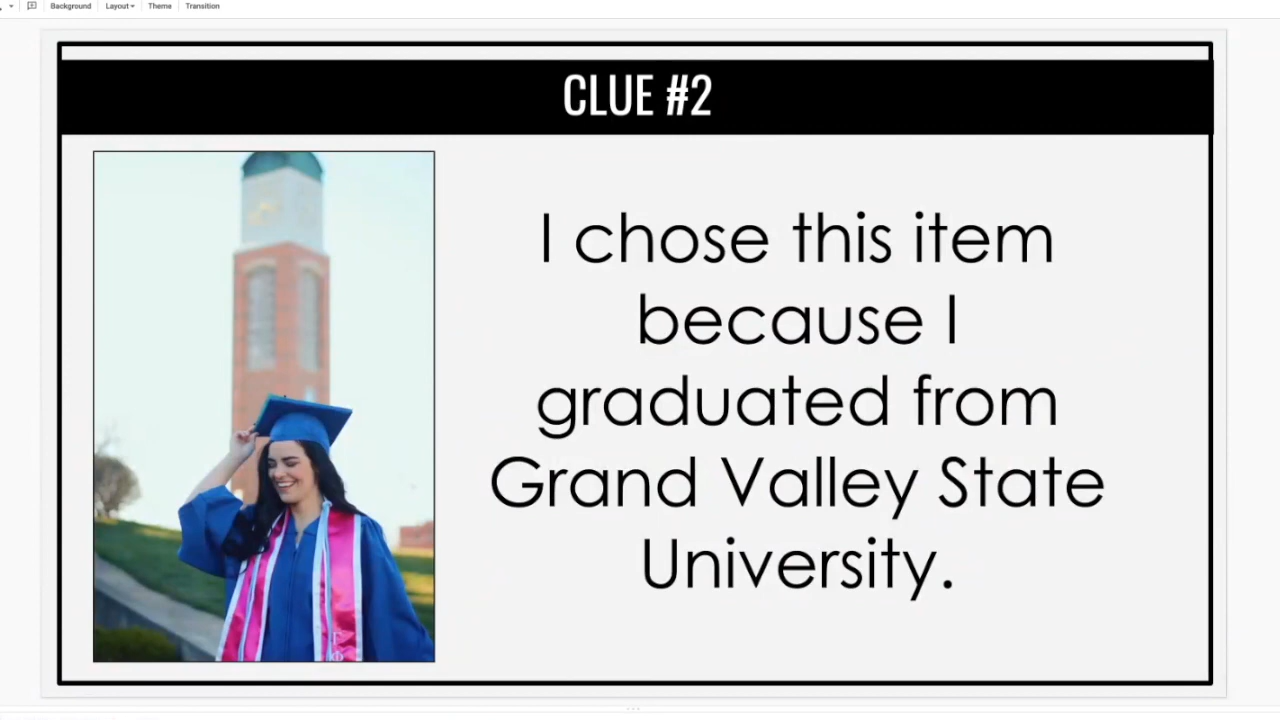 Background Layout Theme Transition
CLUE #2
I chose this item
because I
graduated from
Grand Valley State
University.